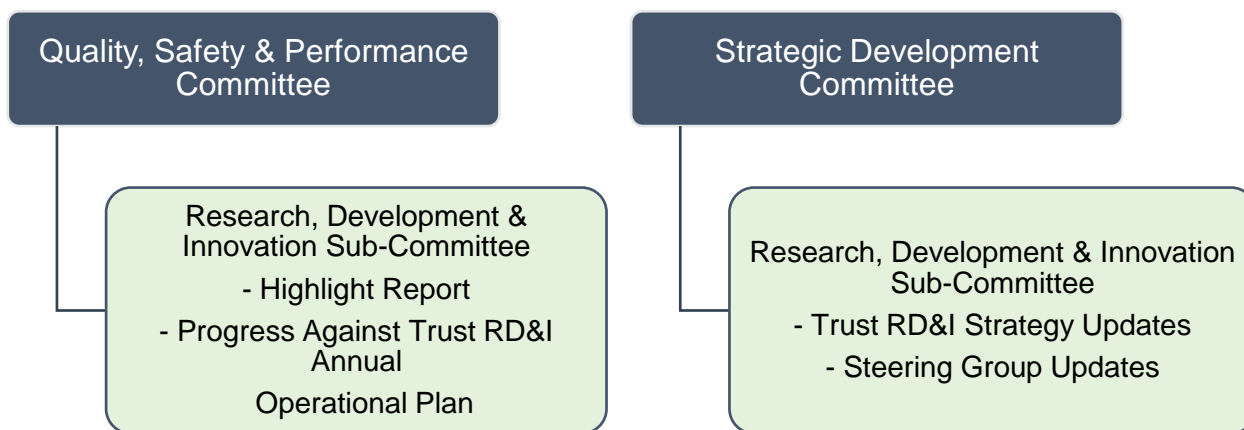 Quality, Safety & Performance
Committee
Research, Development &
Innovation Sub-Committee
- Highlight Report
- Progress Against Trust RD&I
Annual
Operational Plan
Strategic Development
Committee
Research, Development & Innovation
Sub-Committee
- Trust RD&I Strategy Updates
- Steering Group Updates